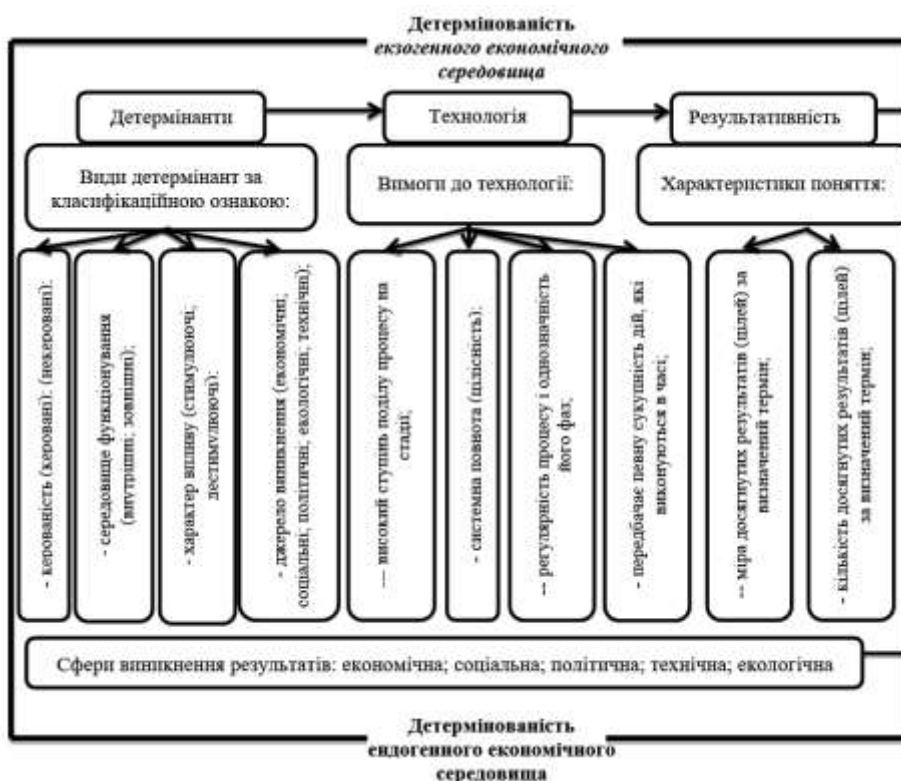 Детермінованість
екзогенного економічного
середовища
Детермінанти
Технологія
Результативність
Види детермінант за
класифікаційною ознакою:
Вимоги до технології:
Характеристики поняття:
- керованість (керовані); (некеровані);
- середовище функціонування
(внутрішні; зовнішні);
- характер впливу (стимулюючі;
дестимулюючі);
- джерело виникнення (економічні;
соціальні; політичні; екологічні; технічні);
--- високий ступінь поділу процесу на
стадії;
- системна повнота (цілісність);
-- регулярність процесу і однозначність
його фаз;
- передбачає певну сукупність дій, які
виконуються в часі;
-- міра досягнутих результатів (цілей) за
визначений термін;
- кількість досягнутих результатів (цілей)
за визначений термін;
Сфери виникнення результатів: економічна; соціальна; політична; технічна; екологічна
Детермінованість
ендогенного економічного
середовища